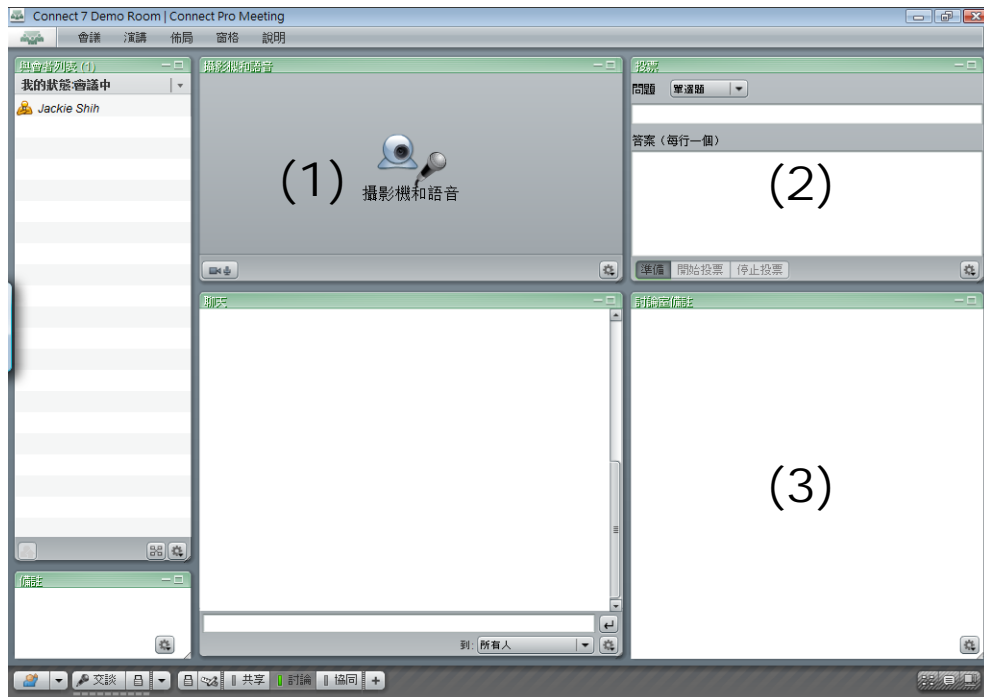 Connect 7 Demo Room | Connect Pro Meeting
會議 演講 佈局 窗格 說明
與會者列表 (1)
我的狀態:會議中
Jackie Shih
備註
攝影機和語音
(1)
攝影機和語音
聊天
到: 所有人
投票
問題 單選題
答案（每行一個）
(2)
準備 開始投票 停止投票
討論室備註
(3)
交談 共享 討論 協同 +